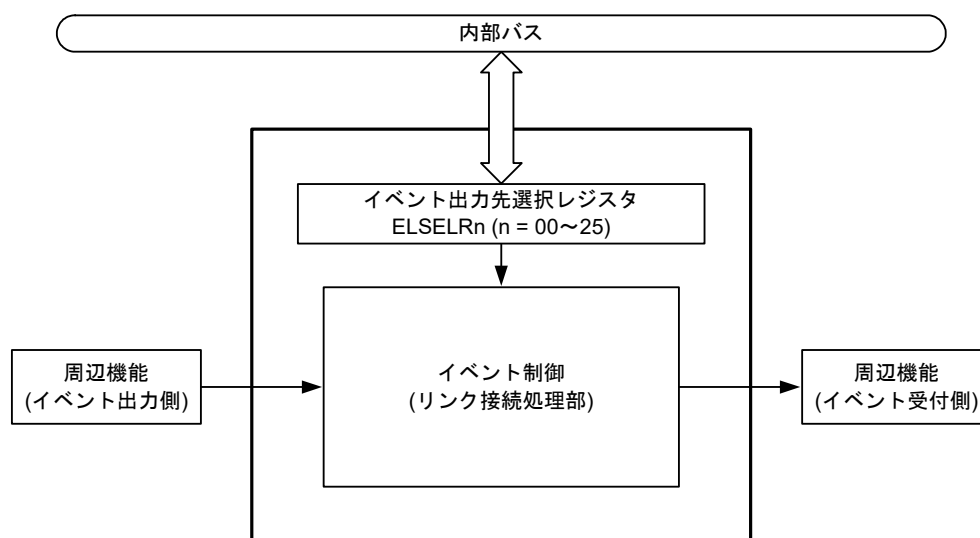 内部バス
イベント出力先選択レジスタ
ELSELRn (n = 00～25)
周辺機能
(イベント出力側)
イベント制御
(リンク接続処理部)
周辺機能
(イベント受付側)